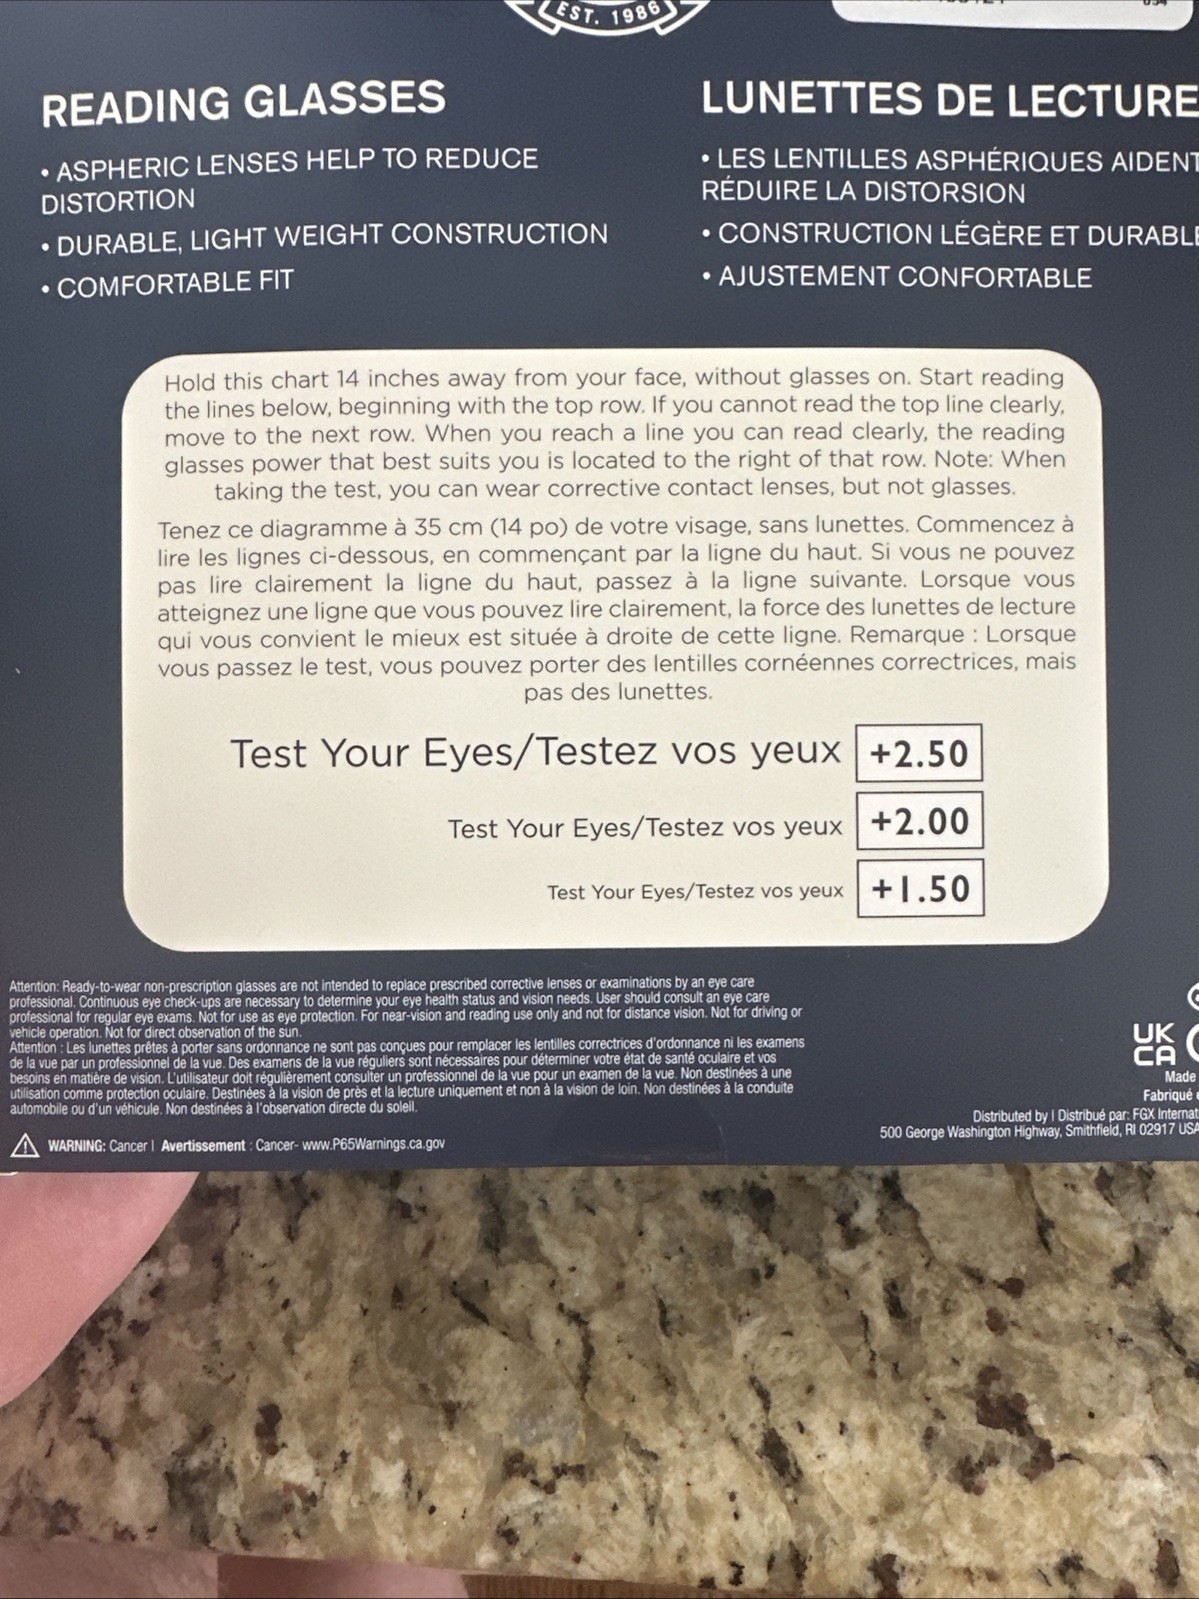 EST. 1986
READING GLASSES
• ASPHERIC LENSES HELP TO REDUCE
DISTORTION
• DURABLE, LIGHT WEIGHT CONSTRUCTION
• COMFORTABLE FIT
LUNETTES DE LECTURE
• LES LENTILLES ASPHÉRIQUES AIDENT
RÉDUIRE LA DISTORSION
• CONSTRUCTION LÉGÈRE ET DURABLE
• AJUSTEMENT CONFORTABLE
Hold this chart 14 inches away from your face, without glasses on. Start reading
the lines below, beginning with the top row. If you cannot read the top line clearly,
move to the next row. When you reach a line you can read clearly, the reading
glasses power that best suits you is located to the right of that row. Note: When
taking the test, you can wear corrective contact lenses, but not glasses.
Tenez ce diagramme à 35 cm (14 po) de votre visage, sans lunettes. Commencez à
lire les lignes ci-dessous, en commençant par la ligne du haut. Si vous ne pouvez
pas lire clairement la ligne du haut, passez à la ligne suivante. Lorsque vous
atteignez une ligne que vous pouvez lire clairement, la force des lunettes de lecture
qui vous convient le mieux est située à droite de cette ligne. Remarque : Lorsque
vous passez le test, vous pouvez porter des lentilles cornéennes correctrices, mais
pas des lunettes.
Test Your Eyes/Testez vos yeux +2.50
Test Your Eyes/Testez vos yeux +2.00
Test Your Eyes/Testez vos yeux +1.50
Attention: Ready-to-wear non-prescription glasses are not intended to replace prescribed corrective lenses or examinations by an eye care
professional. Continuous eye check-ups are necessary to determine your eye health status and vision needs. User should consult an eye care
professional for regular eye exams. Not for use as eye protection. For near-vision and reading use only and not for distance vision. Not for driving or
vehicle operation. Not for direct observation of the sun.
Attention : Les lunettes prêtes à porter sans ordonnance ne sont pas conçues pour remplacer les lentilles correctrices d'ordonnance ni les examens
de la vue par un professionnel de la vue. Des examens de la vue réguliers sont nécessaires pour déterminer votre état de santé oculaire et vos
besoins en matière de vision. L'utilisateur doit régulièrement consulter un professionnel de la vue pour un examen de la vue. Non destinées à une
utilisation comme protection oculaire. Destinées à la vision de près et la lecture uniquement et non à la vision de loin. Non destinées à la conduite
automobile ou d'un véhicule. Non destinées à l'observation directe du soleil.
WARNING: Cancer | Avertissement : Cancer- www.P65Warnings.ca.gov
UK
CA
Made
Fabriqué
Distributed by | Distribué par: FGX Internat
500 George Washington Highway, Smithfield, RI 02917 USA